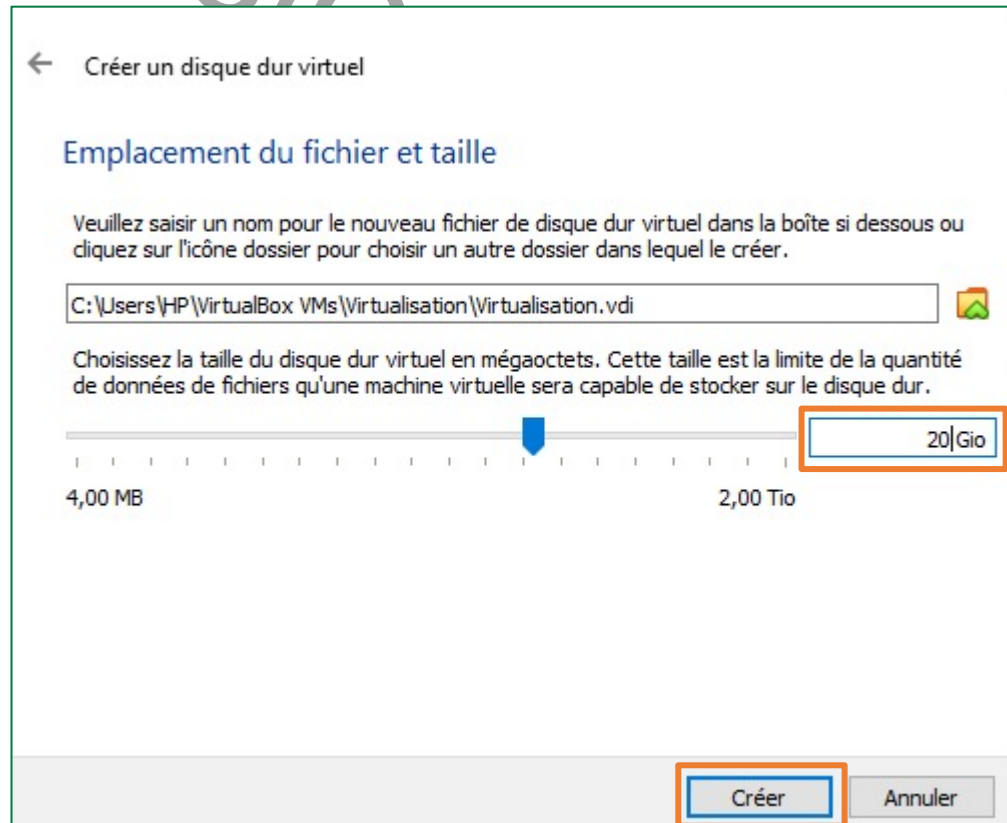 Créer un disque dur virtuel
Emplacement du fichier et taille
Veuillez saisir un nom pour le nouveau fichier de disque dur virtuel dans la boîte si dessous ou
cliquez sur l'icône dossier pour choisir un autre dossier dans lequel le créer.
C:\Users\HP\VirtualBox VMs\Virtualisation\Virtualisation.vdi
Choisissez la taille du disque dur virtuel en mégaoctets. Cette taille est la limite de la quantité
de données de fichiers qu'une machine virtuelle sera capable de stocker sur le disque dur.
20 Gio
4,00 MB 2,00 Tio
Créer Annuler